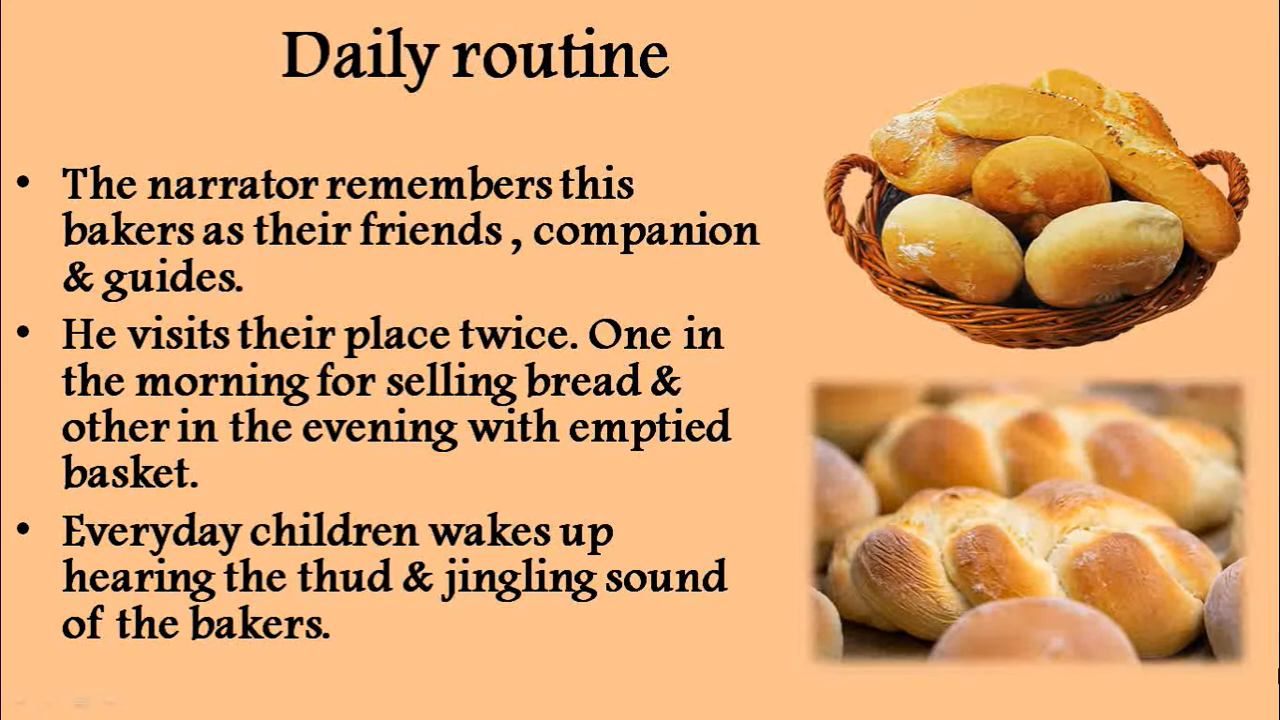 Daily routine
• The narrator remembers this
bakers as their friends , companion
& guides.
• He visits their place twice. One in
the morning for selling bread &
other in the evening with emptied
basket.
• Everyday children wakes up
hearing the thud & jingling sound
of the bakers.